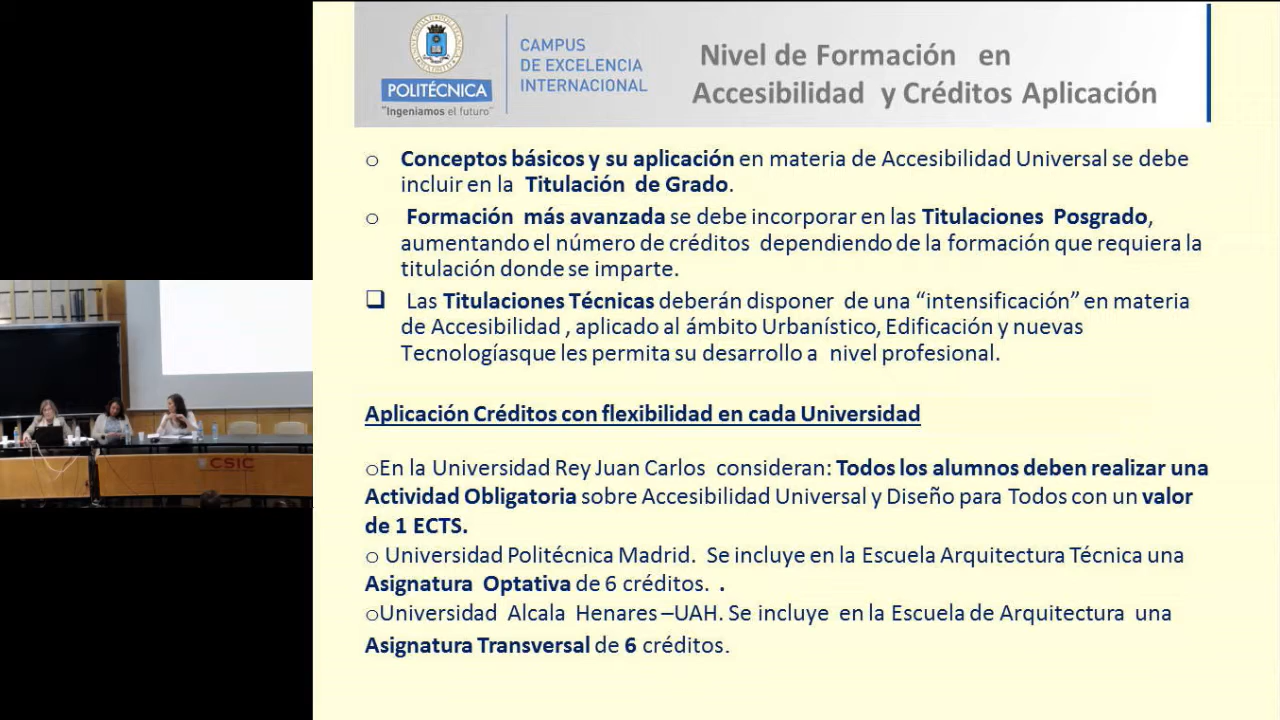 POLITÉCNICA
"Ingeniamos el futuro"
CAMPUS
DE EXCELENCIA
INTERNACIONAL
Nivel de Formación en
Accesibilidad y Créditos Aplicación
o Conceptos básicos y su aplicación en materia de Accesibilidad Universal se debe
incluir en la Titulación de Grado.
o Formación más avanzada se debe incorporar en las Titulaciones Posgrado,
aumentando el número de créditos dependiendo de la formación que requiera la
titulación donde se imparte.
❑ Las Titulaciones Técnicas deberán disponer de una “intensificación” en materia
de Accesibilidad , aplicado al ámbito Urbanístico, Edificación y nuevas
Tecnologíasque les permita su desarrollo a nivel profesional.
Aplicación Créditos con flexibilidad en cada Universidad
oEn la Universidad Rey Juan Carlos consideran: Todos los alumnos deben realizar una
Actividad Obligatoria sobre Accesibilidad Universal y Diseño para Todos con un valor
de 1 ECTS.
o Universidad Politécnica Madrid. Se incluye en la Escuela Arquitectura Técnica una
Asignatura Optativa de 6 créditos. .
oUniversidad Alcala Henares –UAH. Se incluye en la Escuela de Arquitectura una
Asignatura Transversal de 6 créditos.
CSIC